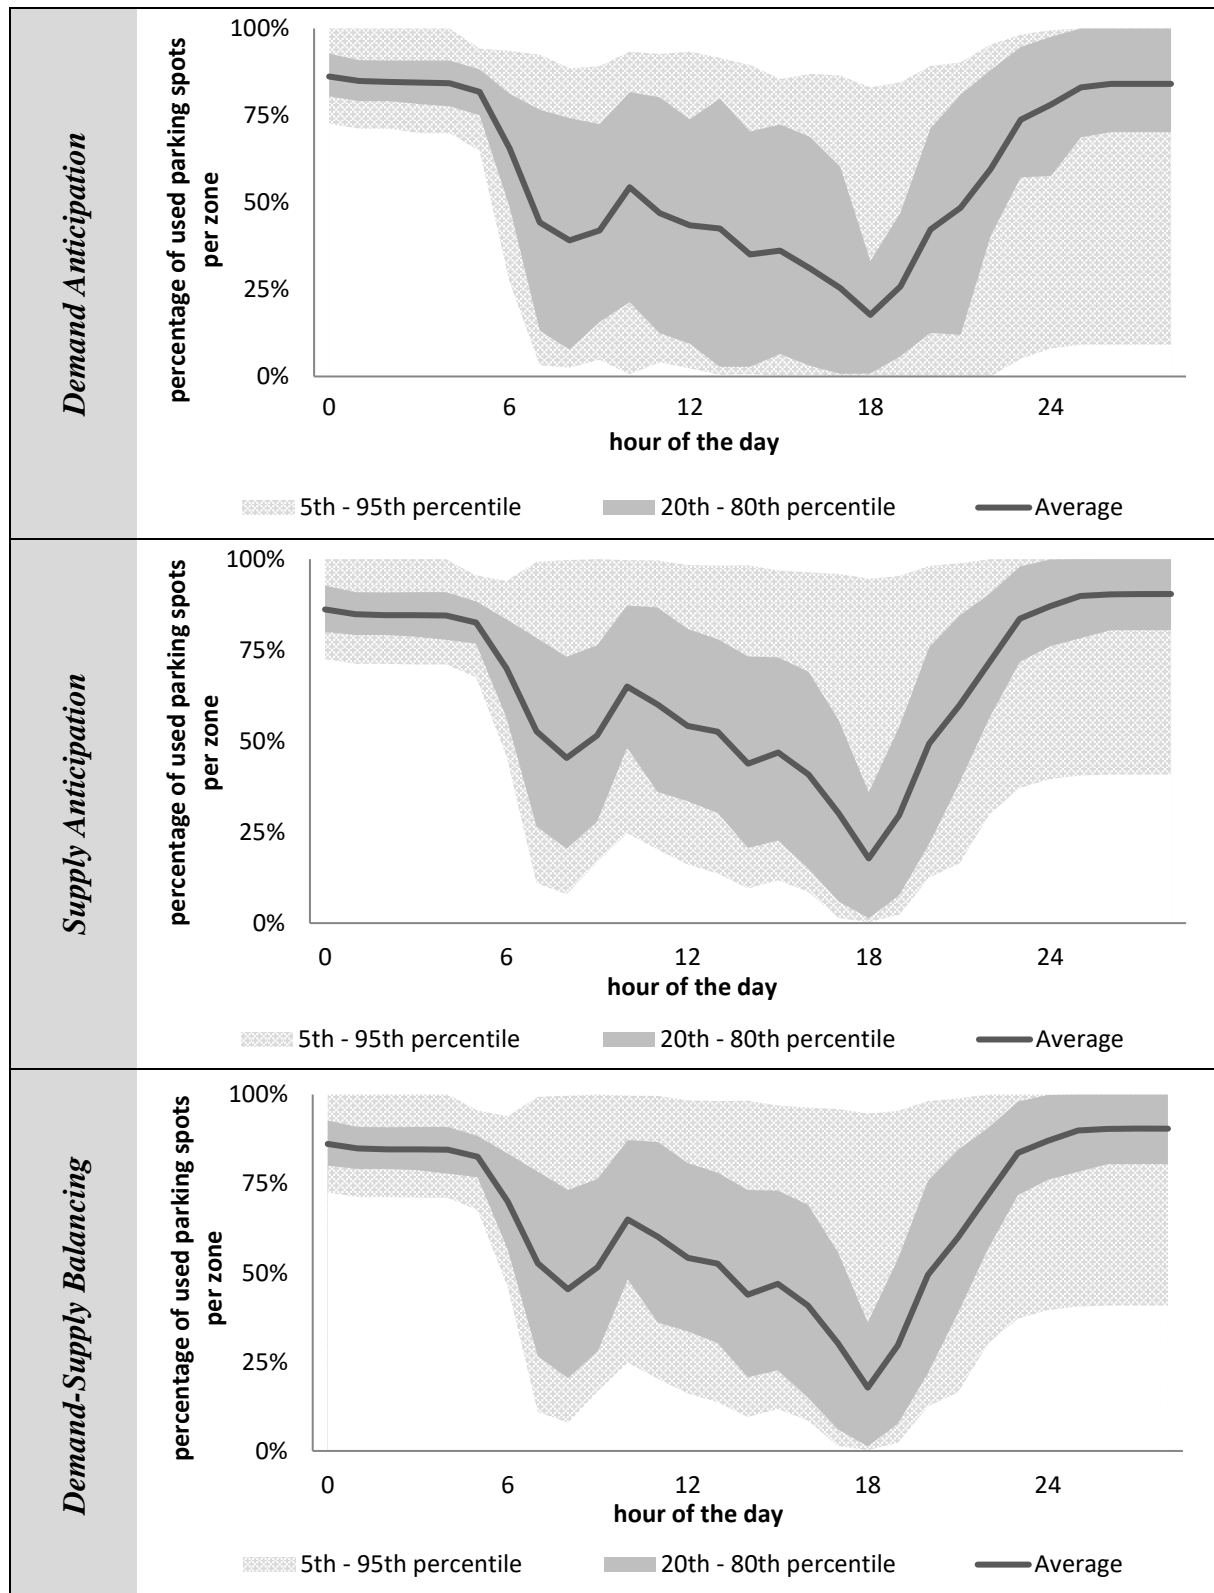 Demand Anticipation
percentage of used parking spots
per zone
100%
75%
50%
25%
0%
0 6 12 18 24
hour of the day
5th - 95th percentile 20th - 80th percentile Average
Supply Anticipation
percentage of used parking spots
per zone
100%
75%
50%
25%
0%
0 6 12 18 24
hour of the day
5th - 95th percentile 20th - 80th percentile Average
Demand-Supply Balancing
percentage of used parking spots
per zone
100%
75%
50%
25%
0%
0 6 12 18 24
hour of the day
5th - 95th percentile 20th - 80th percentile Average